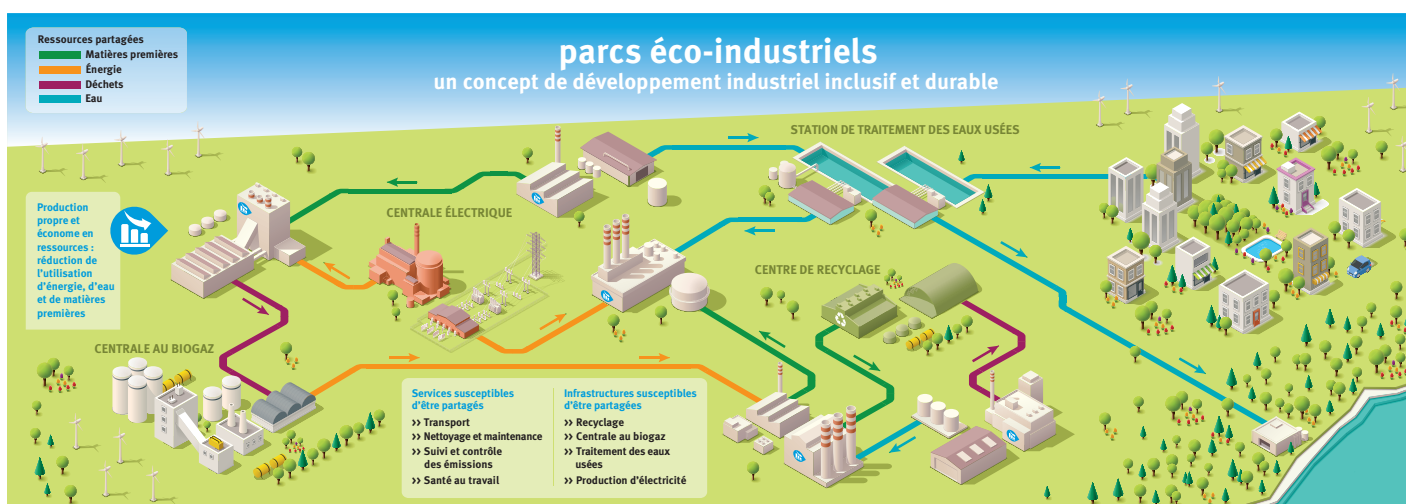 Ressources partagées
Matières premières
Énergie
Déchets
Eau
parcs éco-industriels
un concept de développement industriel inclusif et durable
STATION DE TRAITEMENT DES EAUX USÉES
Production
propre et
économe en
ressources :
réduction de
l'utilisation
d'énergie, d'eau
et de matières
premières
CENTRALE ÉLECTRIQUE
CENTRE DE RECYCLAGE
CENTRALE AU BIOGAZ
Services susceptibles
d'être partagés
›› Transport
›› Nettoyage et maintenance
›› Suivi et contrôle
des émissions
›› Santé au travail
Infrastructures susceptibles
d'être partagées
›› Recyclage
›› Centrale au biogaz
›› Traitement des eaux
usées
›› Production d'électricité